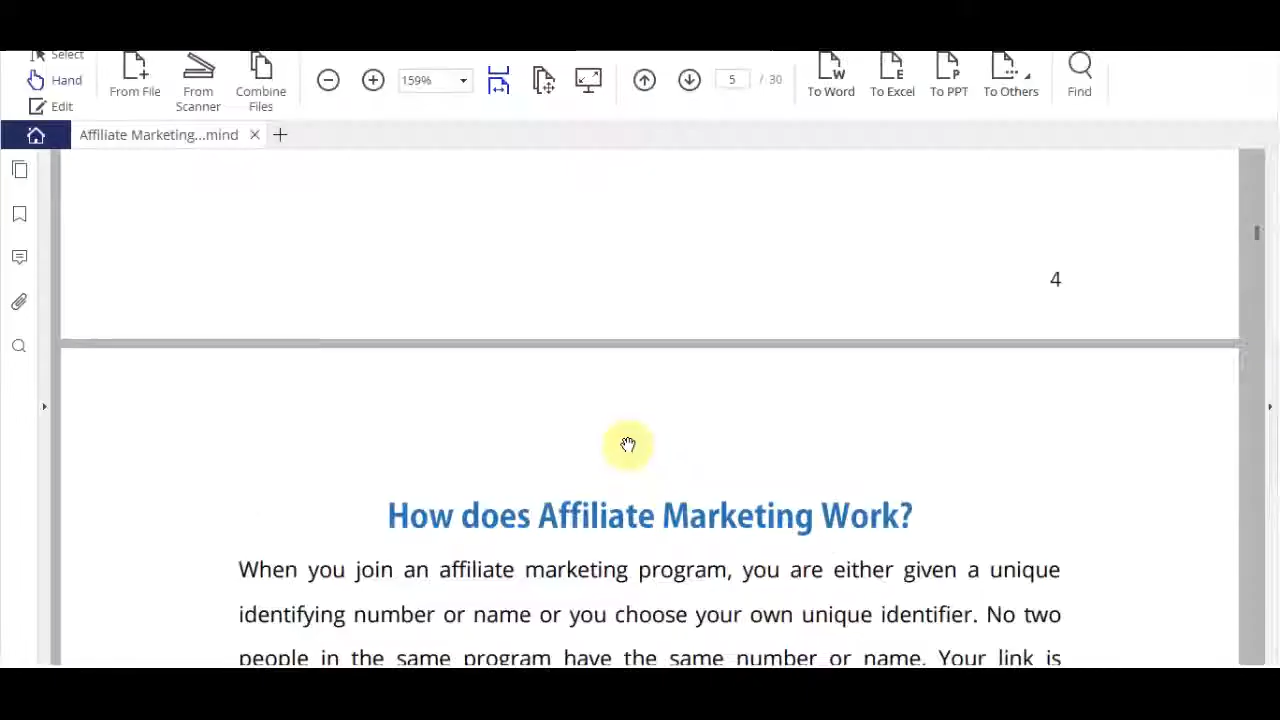 Select
Hand
Edit
From File
From Scanner
Combine Files
159%
5 / 30
To Word
To Excel
To PPT
To Others
Find
Affiliate Marketing...mind
4
How does Affiliate Marketing Work?
When you join an affiliate marketing program, you are either given a unique
identifying number or name or you choose your own unique identifier. No two
people in the same program have the same number or name. Your link is